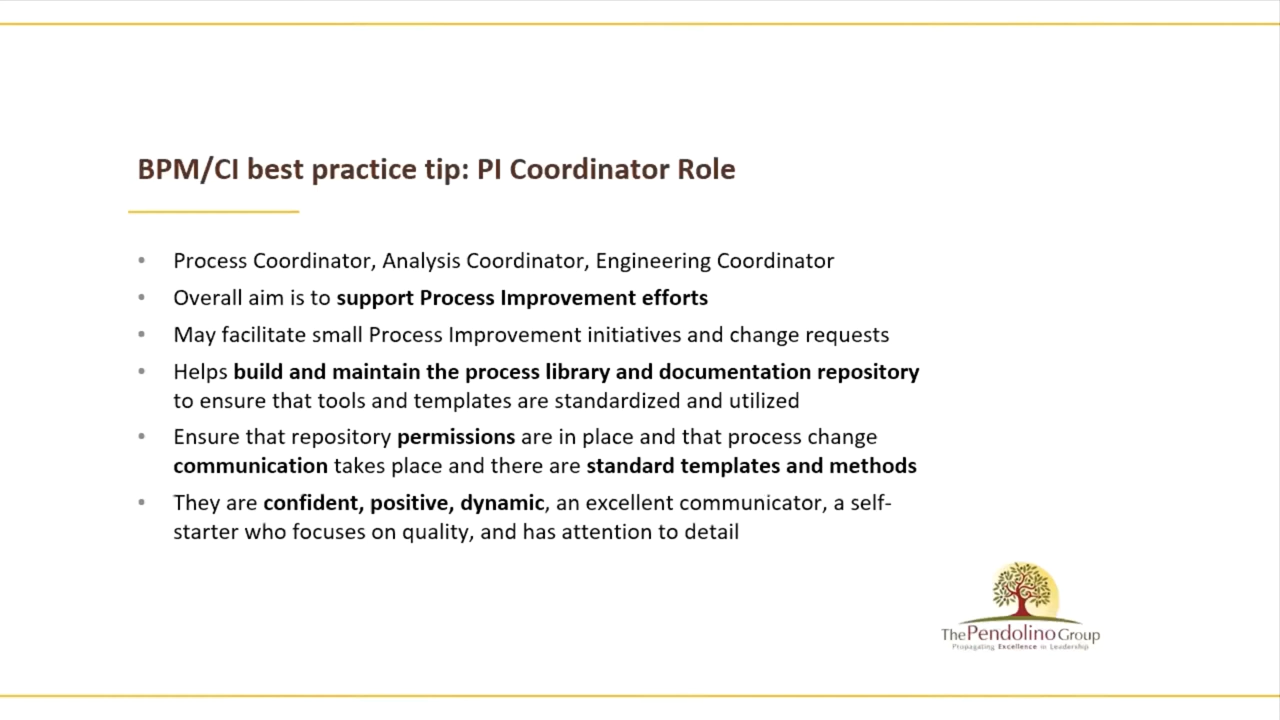 BPM/CI best practice tip: PI Coordinator Role
• Process Coordinator, Analysis Coordinator, Engineering Coordinator
• Overall aim is to support Process Improvement efforts
• May facilitate small Process Improvement initiatives and change requests
• Helps build and maintain the process library and documentation repository
to ensure that tools and templates are standardized and utilized
• Ensure that repository permissions are in place and that process change
communication takes place and there are standard templates and methods
• They are confident, positive, dynamic, an excellent communicator, a self-
starter who focuses on quality, and has attention to detail
The Pendolino Group
Propagating Excellence in Leadership